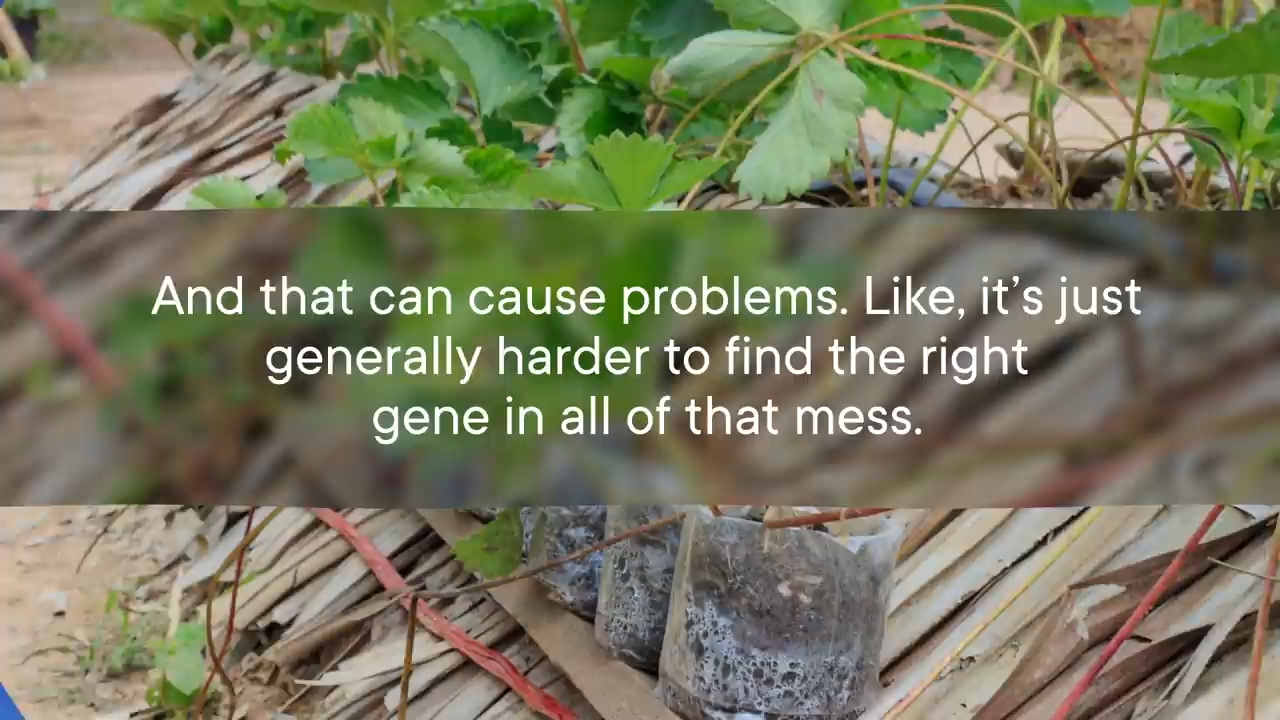 And that can cause problems. Like, it’s just
generally harder to find the right
gene in all of that mess.